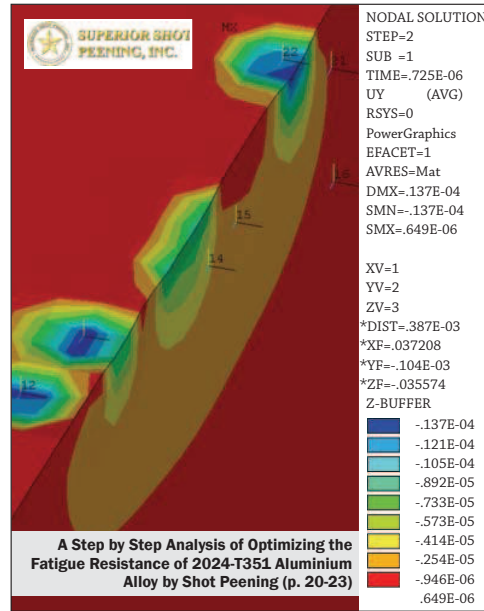 SUPERIOR SHOT
PEENING, INC.
MX
22
21
16
15
14
12
A Step by Step Analysis of Optimizing the
Fatigue Resistance of 2024-T351 Aluminium
Alloy by Shot Peening (p. 20-23)
NODAL SOLUTION
STEP=2
SUB =1
TIME=.725E-06
UY (AVG)
RSYS=0
PowerGraphics
EFACET=1
AVRES=Mat
DMX=.137E-04
SMN=-.137E-04
SMX=.649E-06
XV=1
YV=2
ZV=3
*DIST=.387E-03
*XF=.037208
*YF=-.104E-03
*ZF=-.035574
Z-BUFFER
-.137E-04
-.121E-04
-.105E-04
-.892E-05
-.733E-05
-.573E-05
-.414E-05
-.254E-05
-.946E-06
.649E-06